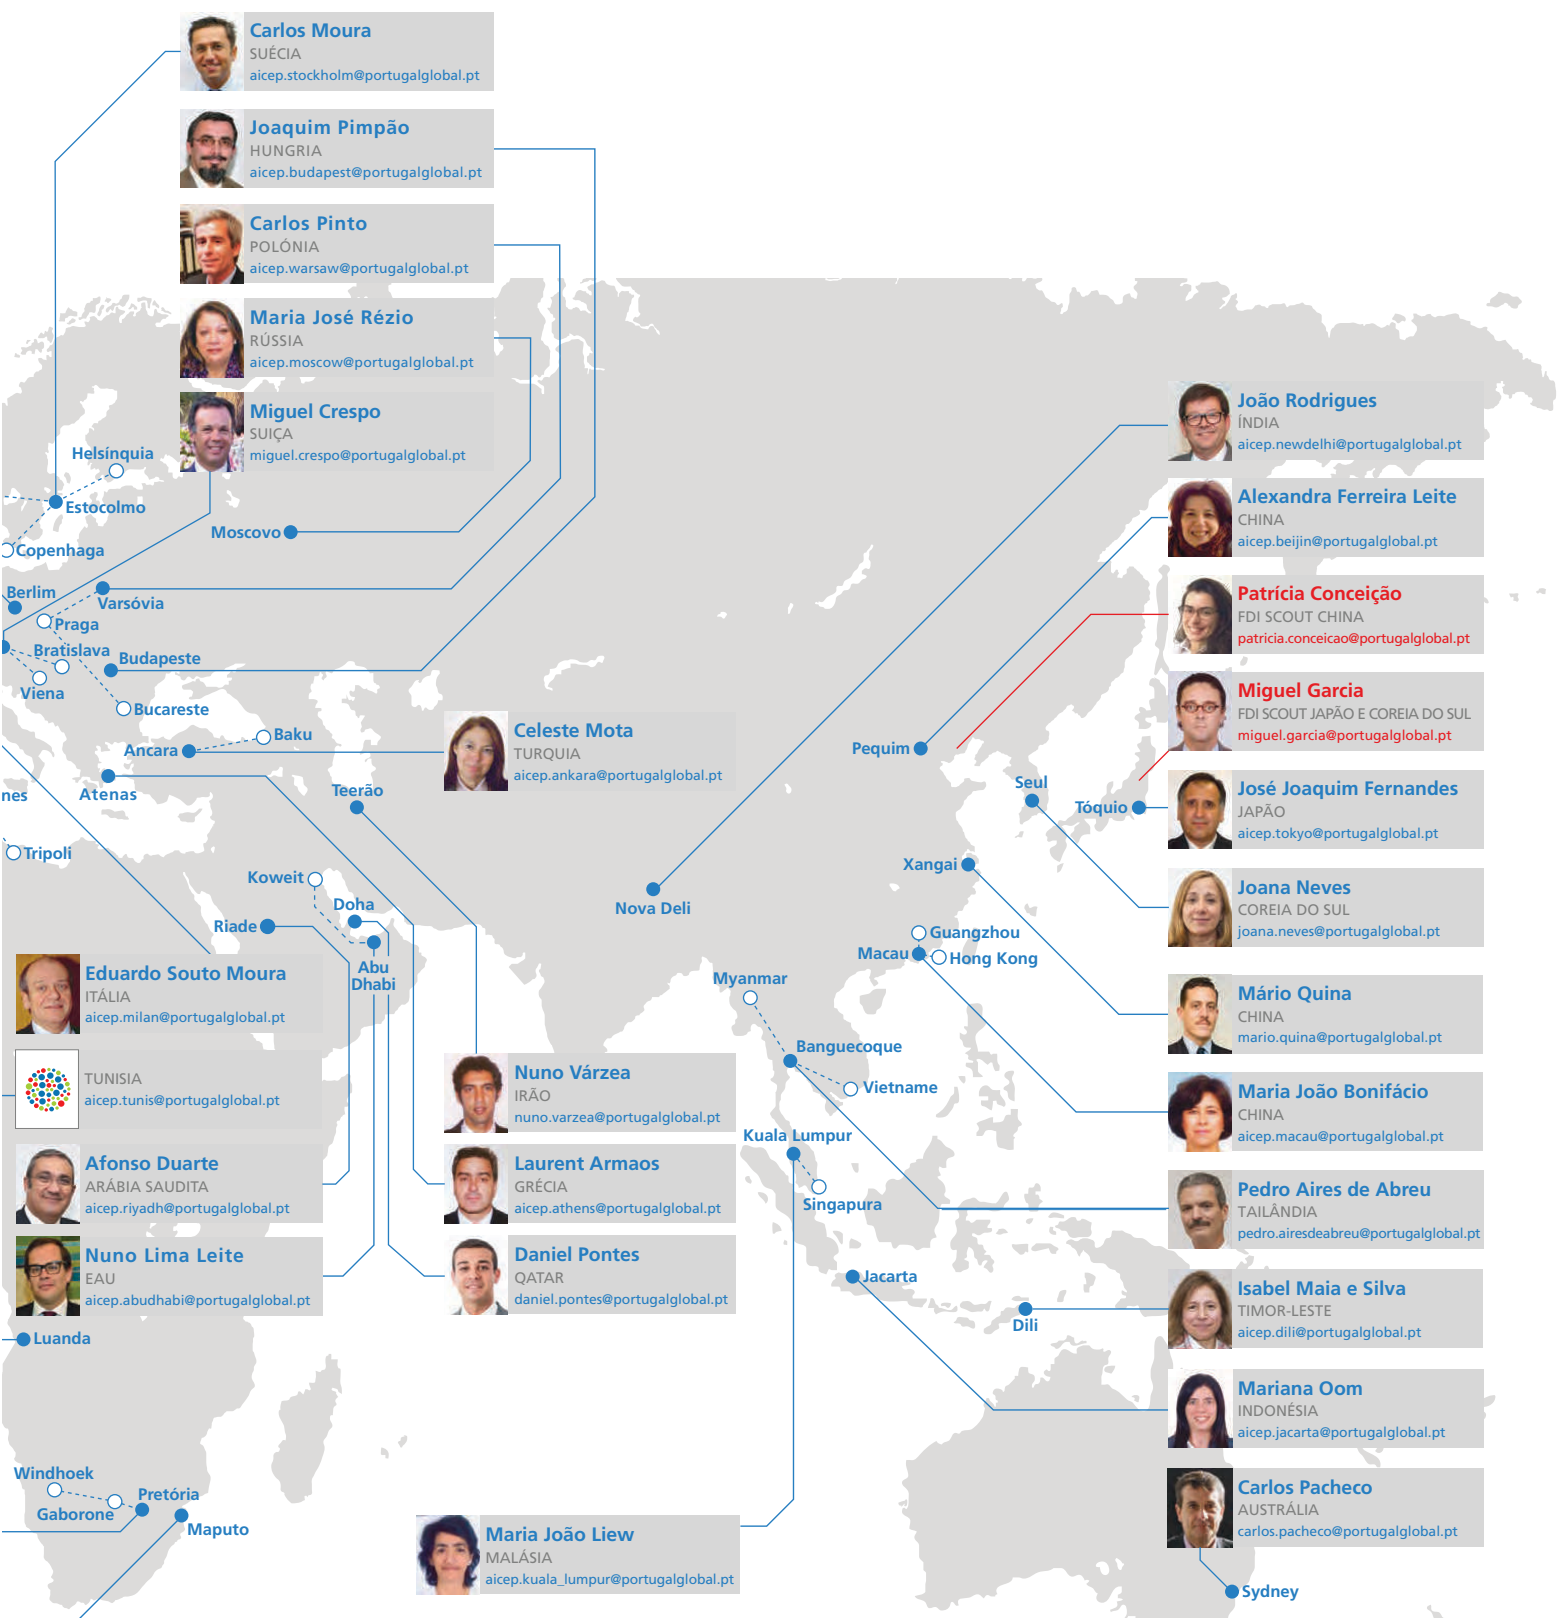 Carlos Moura
SUÉCIA
aicep.stockholm@portugalglobal.pt
Joaquim Pimpão
HUNGRIA
aicep.budapest@portugalglobal.pt
Carlos Pinto
POLÓNIA
aicep.warsaw@portugalglobal.pt
Maria José Rézio
RÚSSIA
aicep.moscow@portugalglobal.pt
Miguel Crespo
SUIÇA
miguel.crespo@portugalglobal.pt
João Rodrigues
ÍNDIA
aicep.newdelhi@portugalglobal.pt
Alexandra Ferreira Leite
CHINA
aicep.beijin@portugalglobal.pt
Patrícia Conceição
FDI SCOUT CHINA
patricia.conceicao@portugalglobal.pt
Miguel Garcia
FDI SCOUT JAPÃO E COREIA DO SUL
miguel.garcia@portugalglobal.pt
José Joaquim Fernandes
JAPÃO
aicep.tokyo@portugalglobal.pt
Joana Neves
COREIA DO SUL
joana.neves@portugalglobal.pt
Mário Quina
CHINA
mario.quina@portugalglobal.pt
Maria João Bonifácio
CHINA
aicep.macau@portugalglobal.pt
Pedro Aires de Abreu
TAILÂNDIA
pedro.airesdeabreu@portugalglobal.pt
Isabel Maia e Silva
TIMOR-LESTE
aicep.dili@portugalglobal.pt
Mariana Oom
INDONÉSIA
aicep.jacarta@portugalglobal.pt
Carlos Pacheco
AUSTRÁLIA
carlos.pacheco@portugalglobal.pt
Celeste Mota
TURQUIA
aicep.ankara@portugalglobal.pt
Eduardo Souto Moura
ITÁLIA
aicep.milan@portugalglobal.pt
TUNISIA
aicep.tunis@portugalglobal.pt
Afonso Duarte
ARÁBIA SAUDITA
aicep.riyadh@portugalglobal.pt
Nuno Lima Leite
EAU
aicep.abudhabi@portugalglobal.pt
Nuno Várzea
IRÃO
nuno.varzea@portugalglobal.pt
Laurent Armaos
GRÉCIA
aicep.athens@portugalglobal.pt
Daniel Pontes
QATAR
daniel.pontes@portugalglobal.pt
Maria João Liew
MALÁSIA
aicep.kuala_lumpur@portugalglobal.pt
Helsínquia
Estocolmo
Copenhaga
Moscovo
Berlim
Varsóvia
Praga
Bratislava
Budapeste
Viena
Bucareste
Baku
Ancara
Atenas
nes
Teerão
Tripoli
Koweit
Doha
Riade
Abu
Dhabi
Nova Deli
Pequim
Seul
Tóquio
Xangai
Guangzhou
Macau
Hong Kong
Myanmar
Banguecoque
Vietname
Kuala Lumpur
Singapura
Jacarta
Dili
Luanda
Windhoek
Gaborone
Pretória
Maputo
Sydney